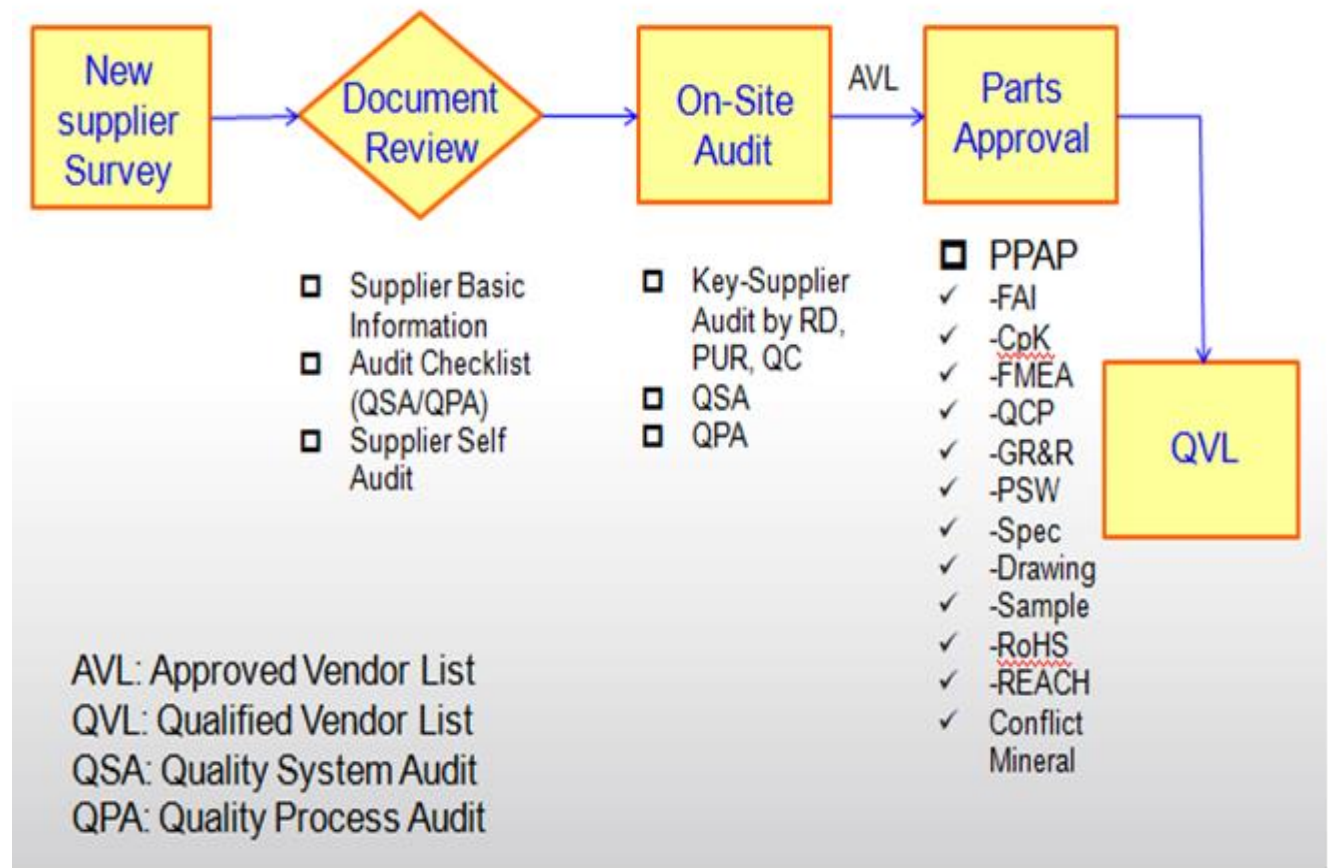 New
supplier
Survey
Document
Review
On-Site
Audit
AVL
Parts
Approval
Supplier Basic
Information
Audit Checklist
(QSA/QPA)
Supplier Self
Audit
Key-Supplier
Audit by RD,
PUR, QC
QSA
QPA
PPAP
-FAI
-CpK
-FMEA
-QCP
-GR&R
-PSW
-Spec
-Drawing
-Sample
-RoHS
-REACH
Conflict
Mineral
QVL
AVL: Approved Vendor List
QVL: Qualified Vendor List
QSA: Quality System Audit
QPA: Quality Process Audit